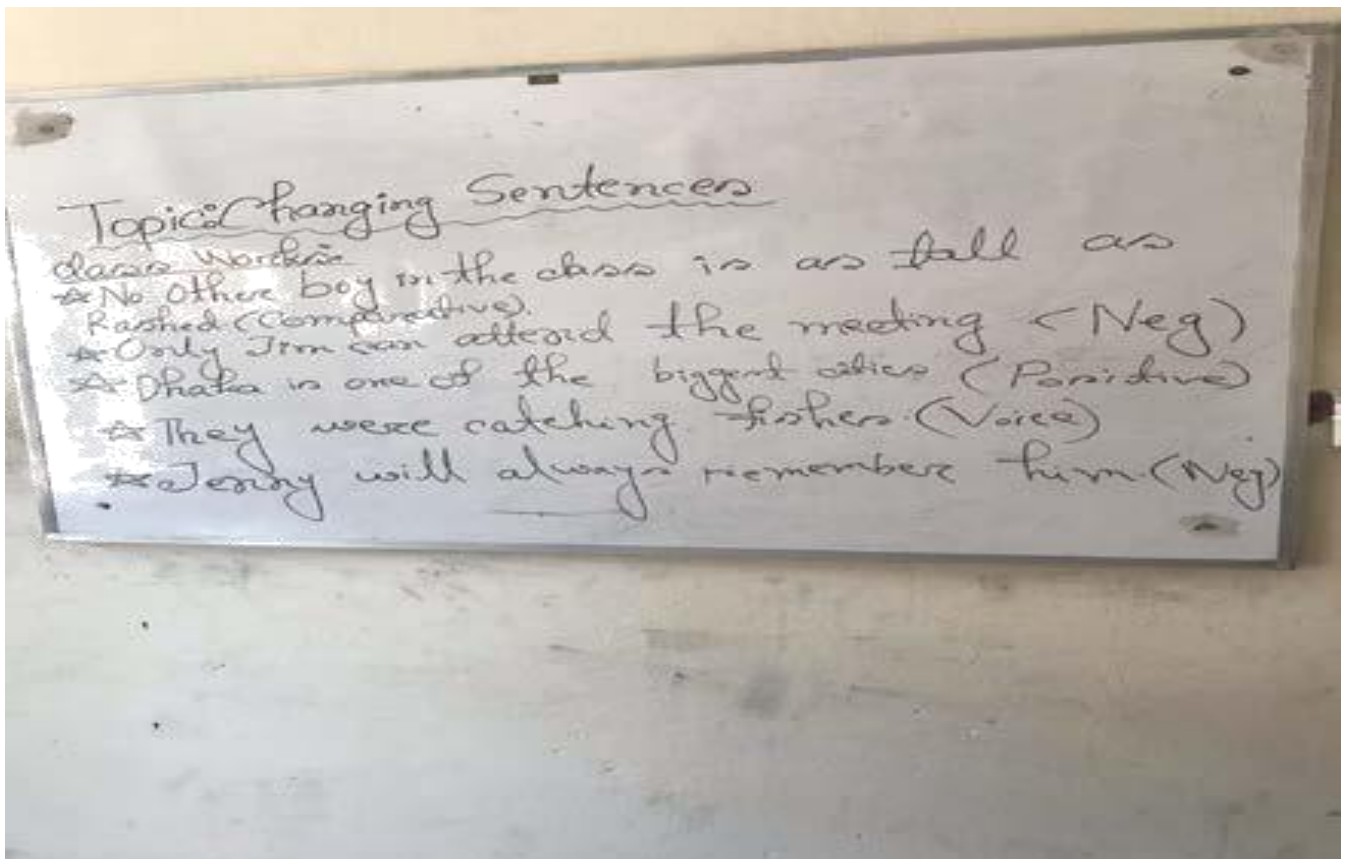 Topic: Changing Sentences
Class Work:-
☆ No other boy in the class is as tall as
Rashed (Comparative).
☆ Only Jim can attend the meeting (Neg)
☆ Dhaka is one of the biggest cities (Positive)
☆ They were catching fishes. (Voice)
☆ Jenny will always remember him. (Neg)